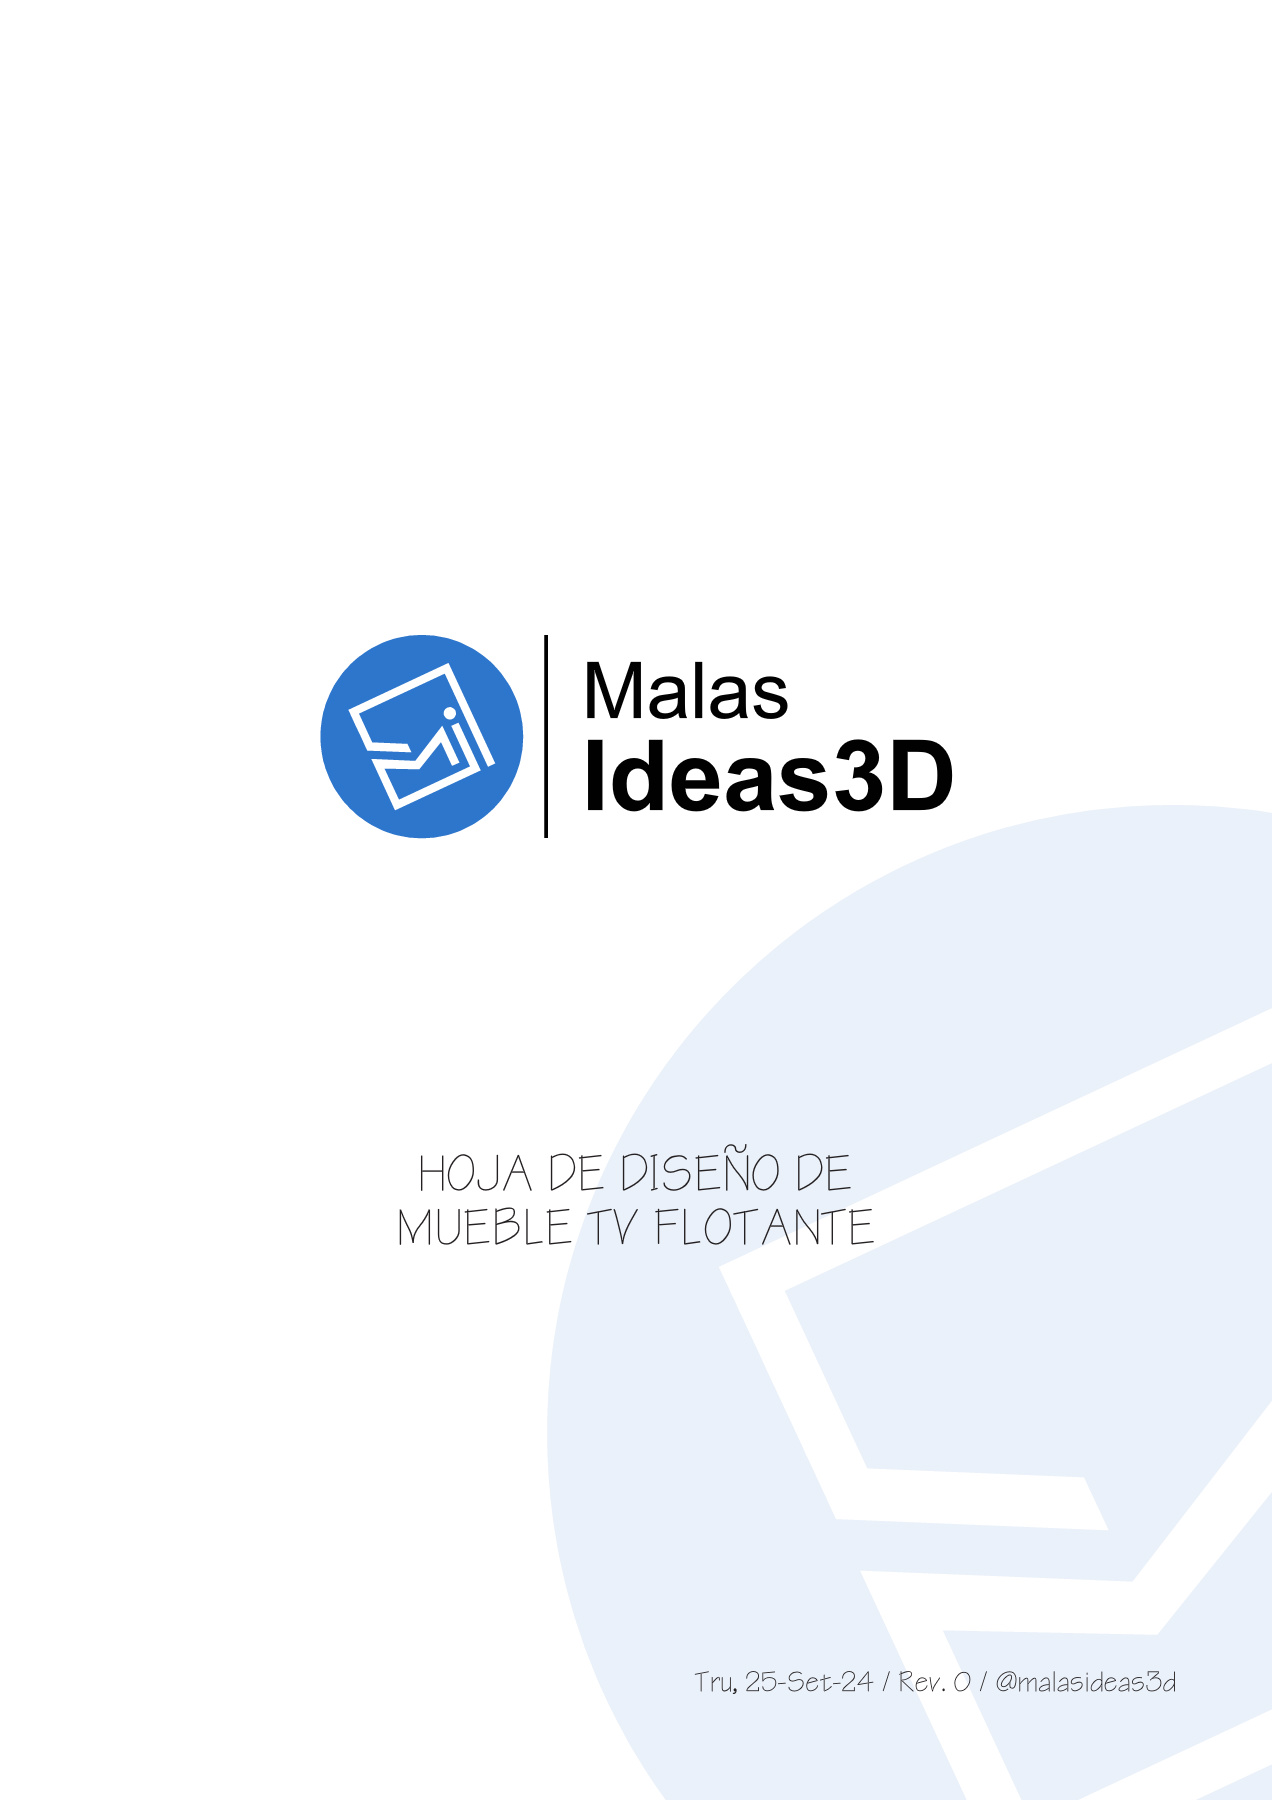 Malas
Ideas3D
HOJA DE DISEÑO DE
MUEBLE TV FLOTANTE
Tru, 25-Set-24 / Rev. 0 / @malasideas3d